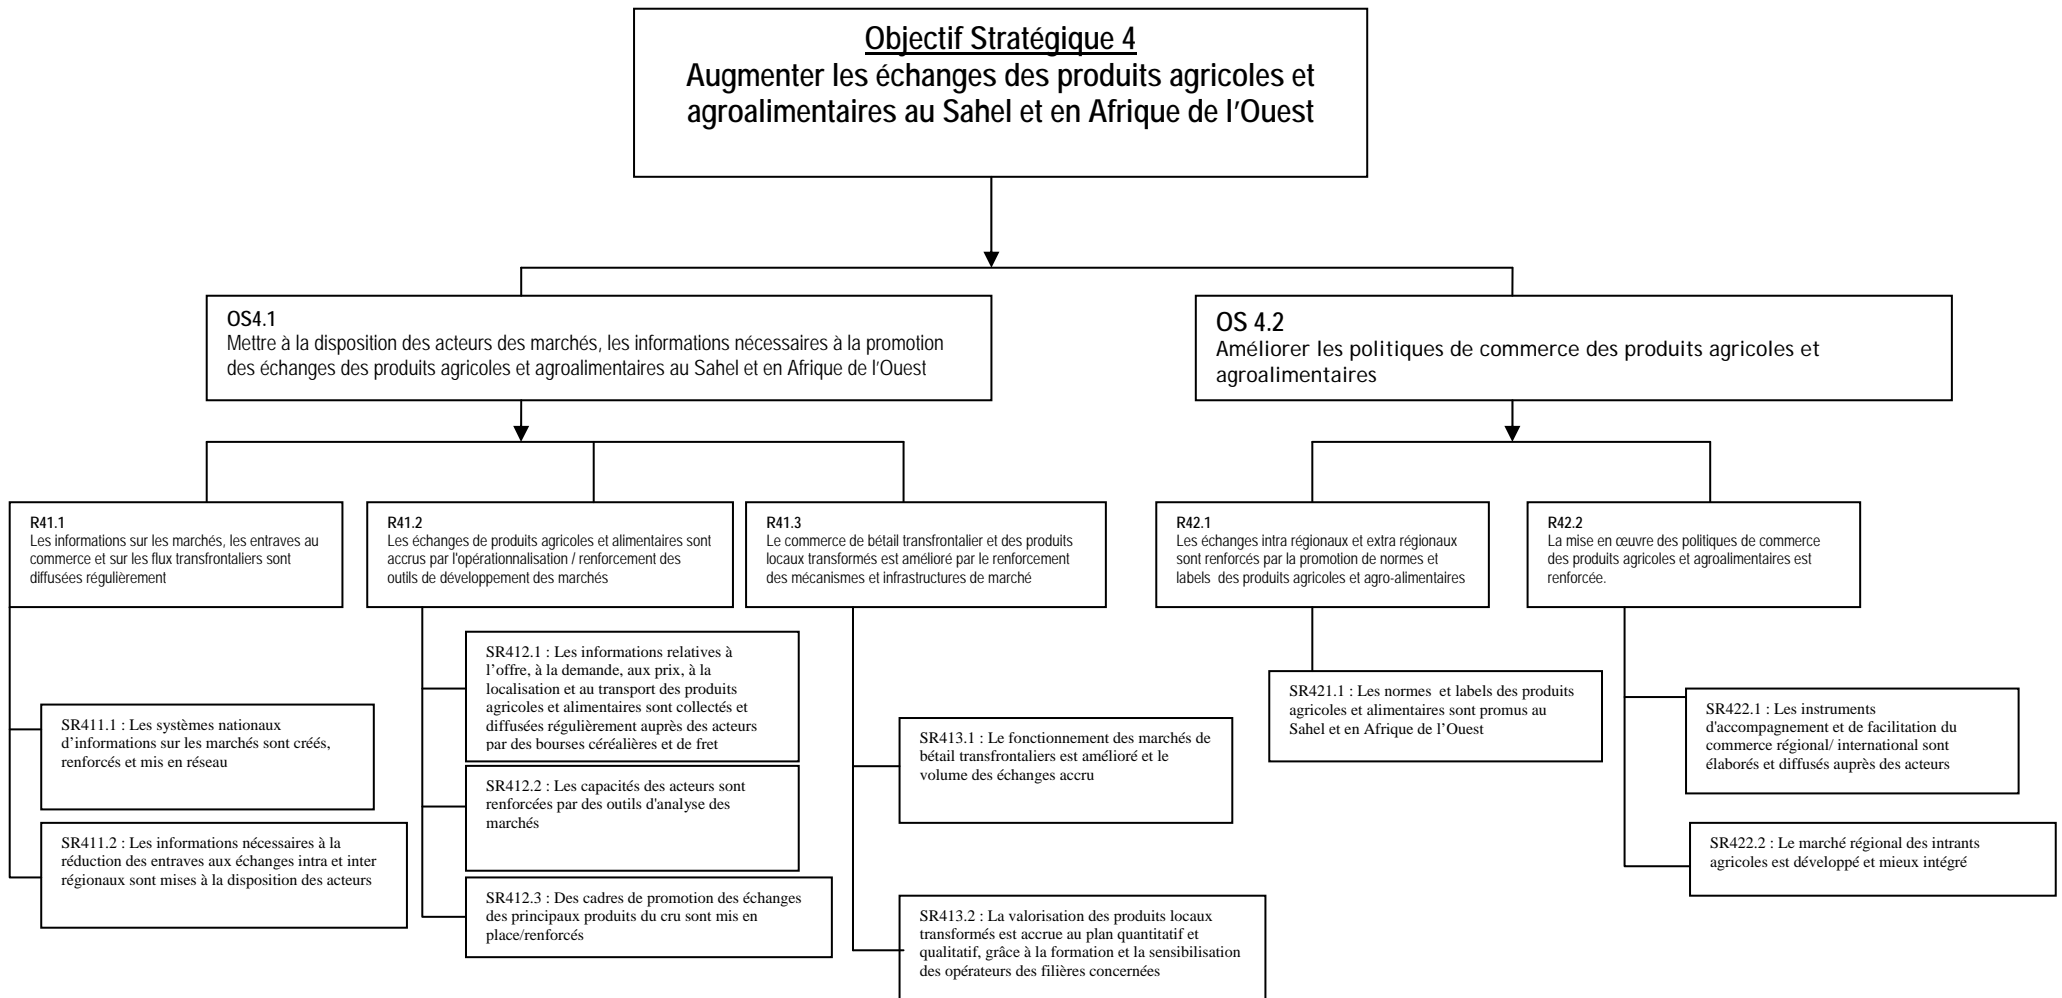 Objectif Stratégique 4
Augmenter les échanges des produits agricoles et
agroalimentaires au Sahel et en Afrique de l'Ouest
OS4.1
Mettre à la disposition des acteurs des marchés, les informations nécessaires à la promotion
des échanges des produits agricoles et agroalimentaires au Sahel et en Afrique de l'Ouest
OS 4.2
Améliorer les politiques de commerce des produits agricoles et
agroalimentaires
R41.1
Les informations sur les marchés, les entraves au
commerce et sur les flux transfrontaliers sont
diffusées régulièrement
R41.2
Les échanges de produits agricoles et alimentaires sont
accrus par l'opérationnalisation / renforcement des
outils de développement des marchés
R41.3
Le commerce de bétail transfrontalier et des produits
locaux transformés est amélioré par le renforcement
des mécanismes et infrastructures de marché
R42.1
Les échanges intra régionaux et extra régionaux
sont renforcés par la promotion de normes et
labels des produits agricoles et agro-alimentaires
R42.2
La mise en œuvre des politiques de commerce
des produits agricoles et agroalimentaires est
renforcée.
SR411.1 : Les systèmes nationaux
d'informations sur les marchés sont créés,
renforcés et mis en réseau
SR411.2 : Les informations nécessaires à la
réduction des entraves aux échanges intra et inter
régionaux sont mises à la disposition des acteurs
SR412.1 : Les informations relatives à
l'offre, à la demande, aux prix, à la
localisation et au transport des produits
agricoles et alimentaires sont collectés et
diffusées régulièrement auprès des acteurs
par des bourses céréalières et de fret
SR412.2 : Les capacités des acteurs sont
renforcées par des outils d'analyse des
marchés
SR412.3 : Des cadres de promotion des échanges
des principaux produits du cru sont mis en
place/renforcés
SR413.1 : Le fonctionnement des marchés de
bétail transfrontaliers est amélioré et le
volume des échanges accru
SR413.2 : La valorisation des produits locaux
transformés est accrue au plan quantitatif et
qualitatif, grâce à la formation et la sensibilisation
des opérateurs des filières concernées
SR421.1 : Les normes et labels des produits
agricoles et alimentaires sont promus au
Sahel et en Afrique de l'Ouest
SR422.1 : Les instruments
d'accompagnement et de facilitation du
commerce régional/ international sont
élaborés et diffusés auprès des acteurs
SR422.2 : Le marché régional des intrants
agricoles est développé et mieux intégré